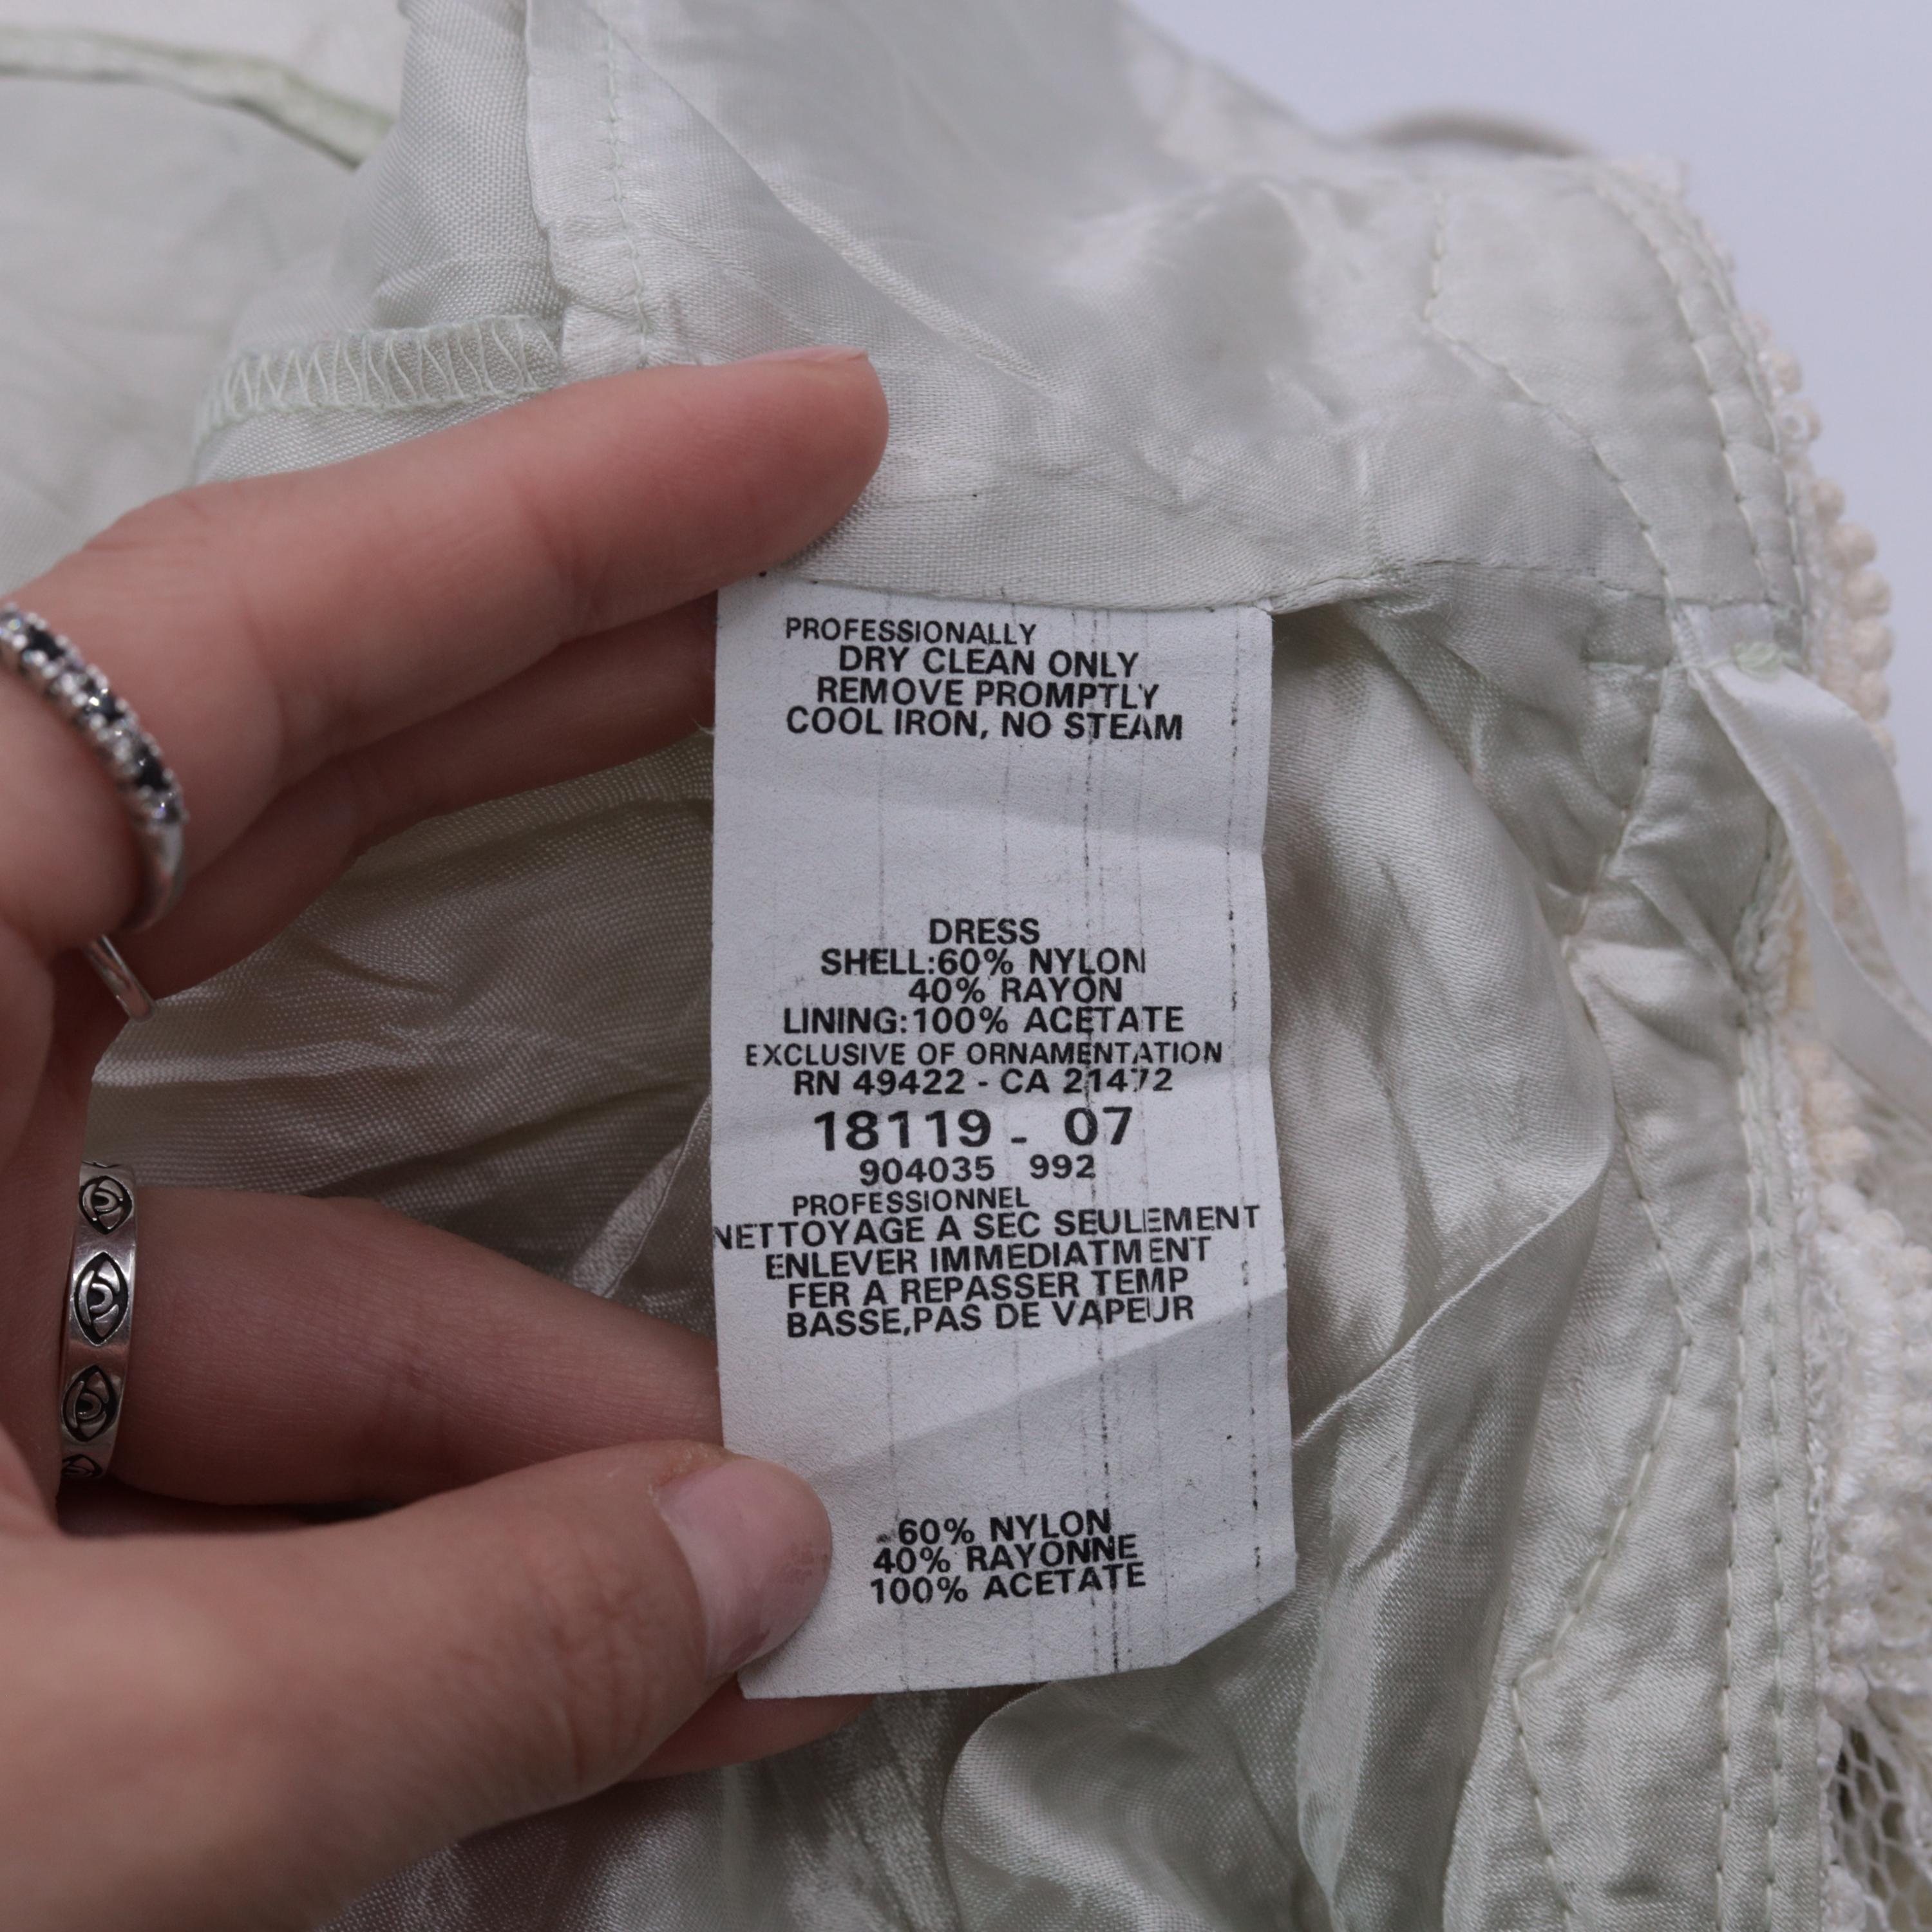 PROFESSIONALLY
DRY CLEAN ONLY
REMOVE PROMPTLY
COOL IRON, NO STEAM
DRESS
SHELL:60% NYLON
40% RAYON
LINING:100% ACETATE
EXCLUSIVE OF ORNAMENTATION
RN 49422 - CA 21472
18119 - 07
904035 992
PROFESSIONNEL
NETTOYAGE A SEC SEULEMENT
ENLEVER IMMEDIATMENT
FER A REPASSER TEMP
BASSE,PAS DE VAPEUR
60% NYLON
40% RAYONNE
100% ACETATE